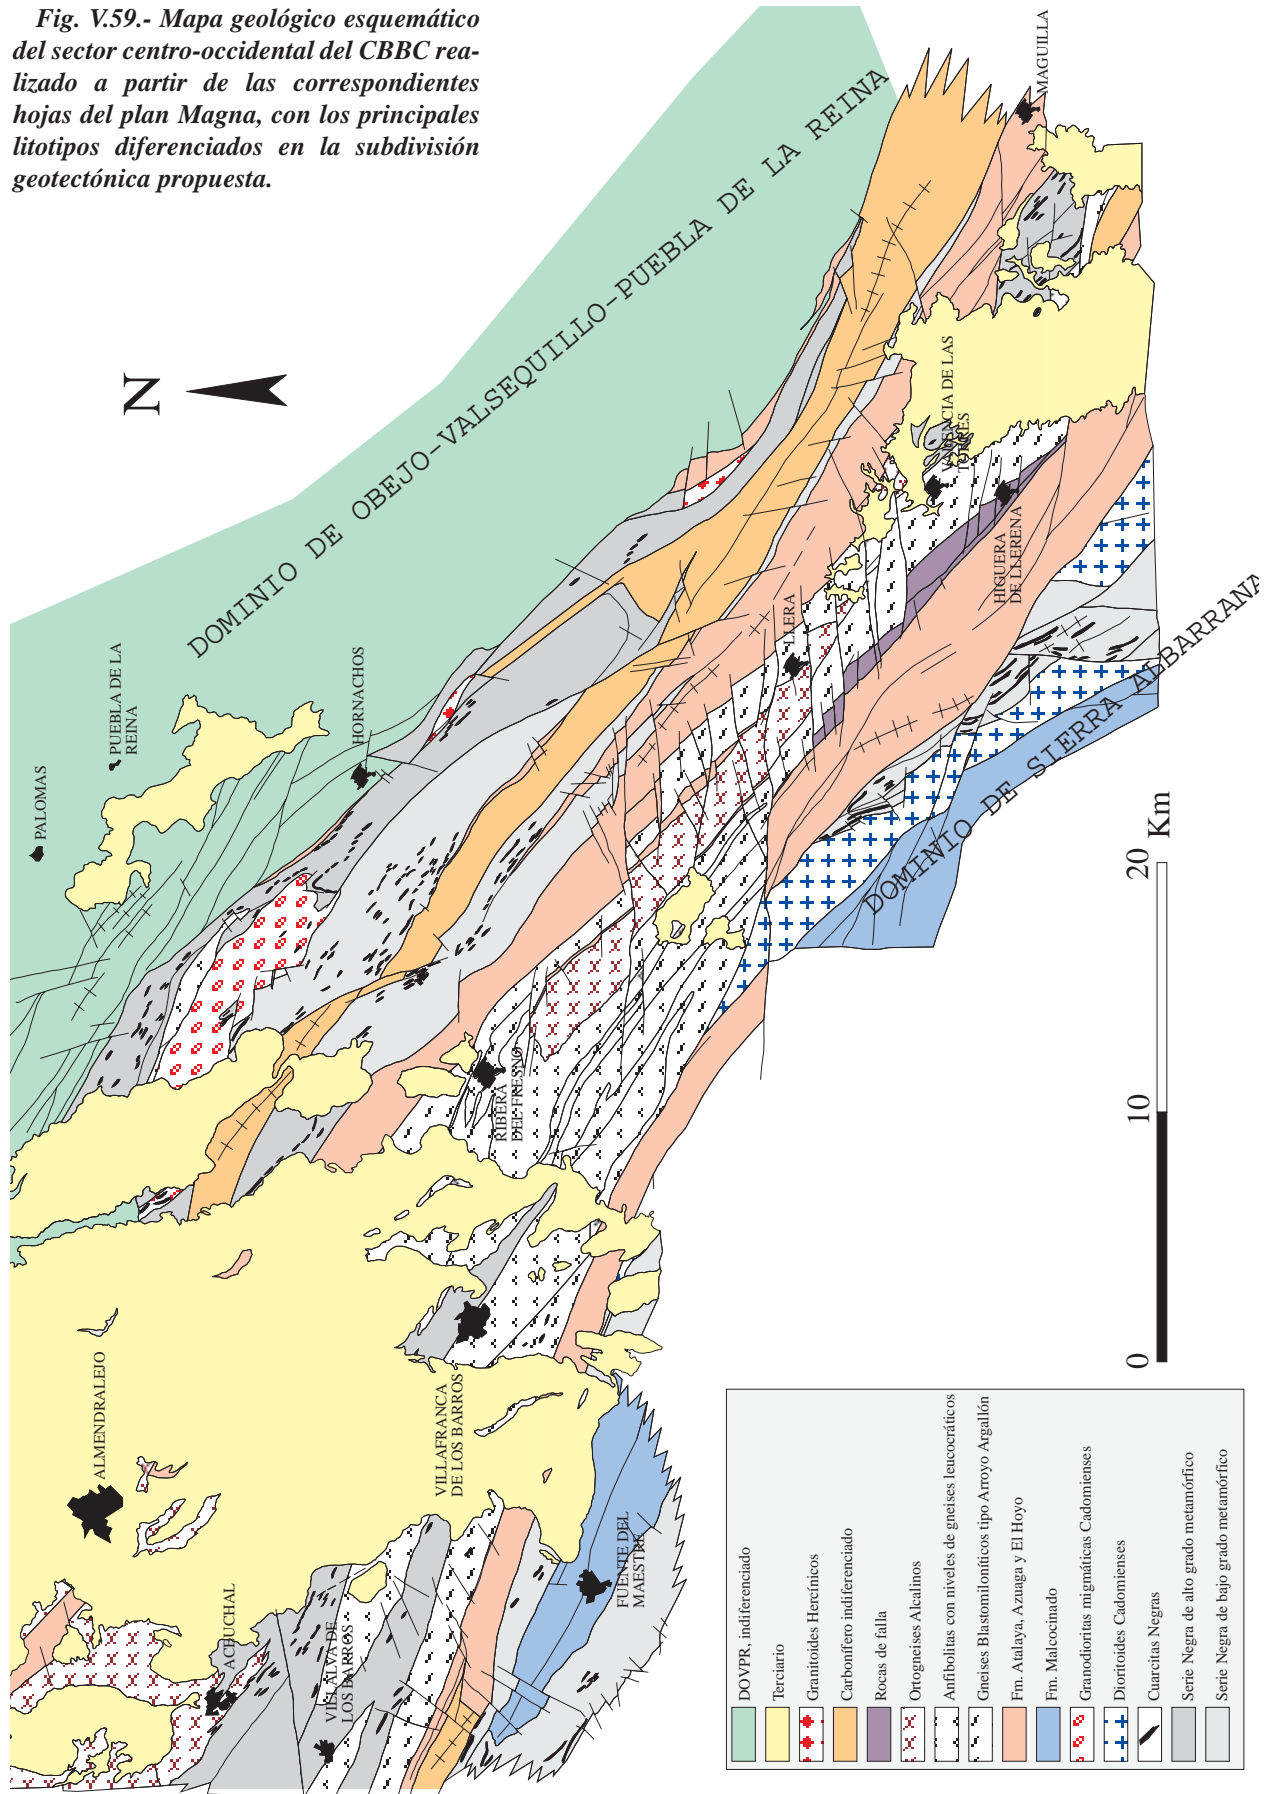 Fig. V.59.- Mapa geológico esquemático
del sector centro-occidental del CBBC rea-
lizado a partir de las correspondientes
hojas del plan Magna, con los principales
litotipos diferenciados en la subdivisión
geotectónica propuesta.
N
MAGUILLA
DOMINIO DE OBEJO-VALSEQUILLO-PUEBLA DE LA REINA
VALENCIA DE LAS
TORRES
HIGUERA
DE LLERENA
LLERA
PUEBLA DE LA
REINA
HORNACHOS
PALOMAS
DOMINIO DE SIERRA ALBARRANA
RIBERA
DEL FRESNO
ALMENDRALEJO
VILLAFRANCA
DE LOS BARROS
FUENTE DEL
MAESTRE
ACEUCHAL
VILLALVA DE
LOS BARROS
0 10 20
Km
DOVPR, indiferenciado
Terciario
Granitoides Hercínicos
Carbonífero indiferenciado
Rocas de falla
Ortogneises Alcalinos
Anfibolitas con niveles de gneises leucocráticos
Gneises Blastomiloníticos tipo Arroyo Argallón
Fm. Atalaya, Azuaga y El Hoyo
Fm. Malcocinado
Granodioritas migmáticas Cadomienses
Dioritoides Cadomienses
Cuarcitas Negras
Serie Negra de alto grado metamórfico
Serie Negra de bajo grado metamórfico